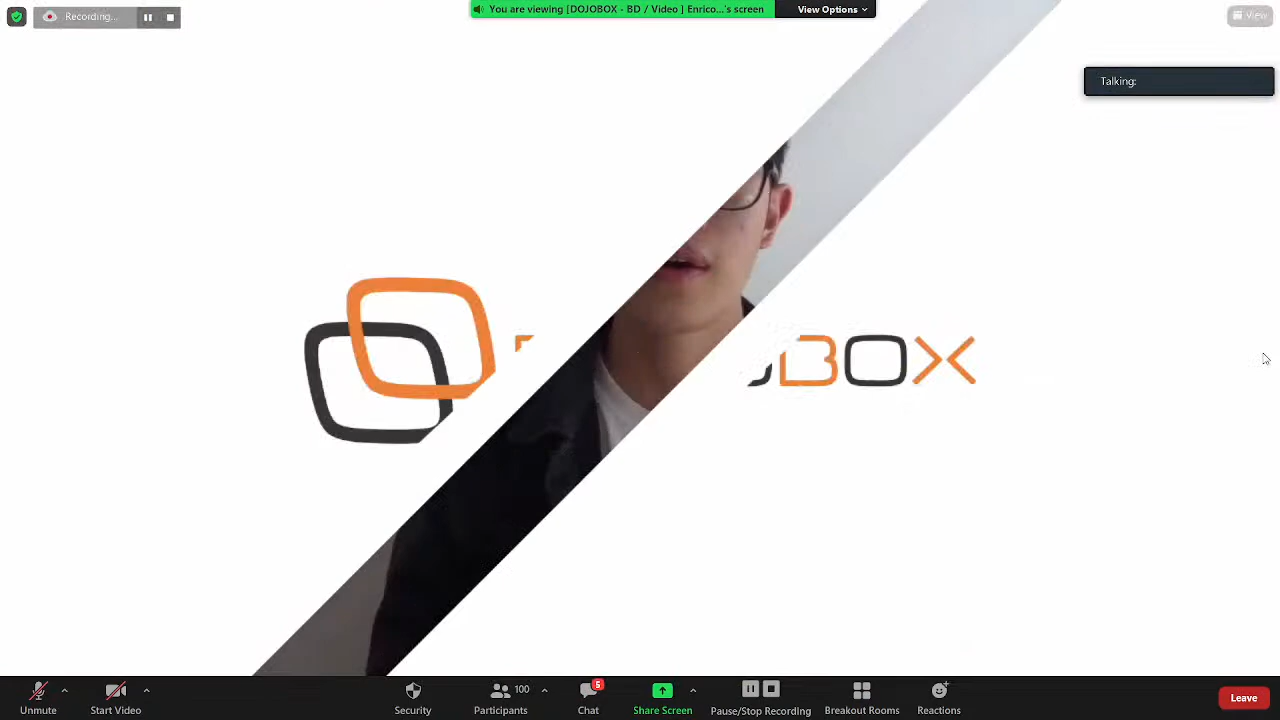 Recording...
You are viewing [DOJOBOX - BD / Video ] Enrico...'s screen
View Options
View
Talking:
BOX
Unmute
Start Video
Security
Participants
100
Chat
5
Share Screen
Pause/Stop Recording
Breakout Rooms
Reactions
Leave